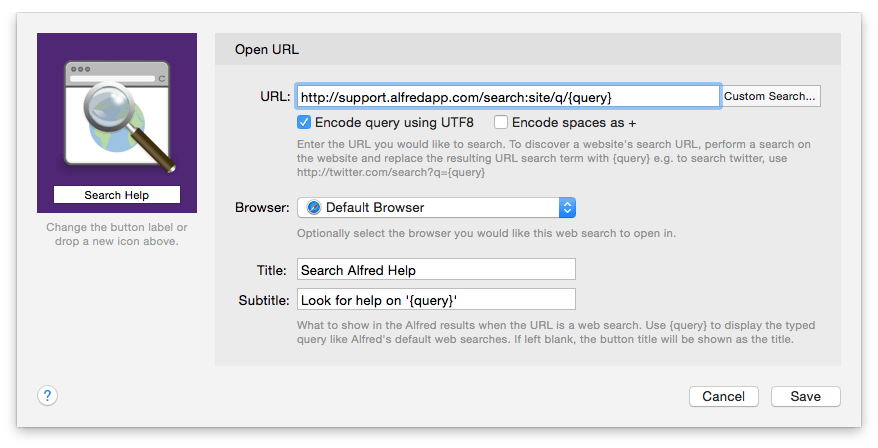 Search Help
Change the button label or
drop a new icon above.
Open URL
URL: http://support.alfredapp.com/search:site/q/{query} Custom Search...
Encode query using UTF8 Encode spaces as +
Enter the URL you would like to search. To discover a website's search URL, perform a search on
the website and replace the resulting URL search term with {query} e.g. to search twitter, use
http://twitter.com/search?q={query}
Browser: Default Browser
Optionally select the browser you would like this web search to open in.
Title: Search Alfred Help
Subtitle: Look for help on '{query}'
What to show in the Alfred results when the URL is a web search. Use {query} to display the typed
query like Alfred's default web searches. If left blank, the button title will be shown as the title.
? Cancel Save